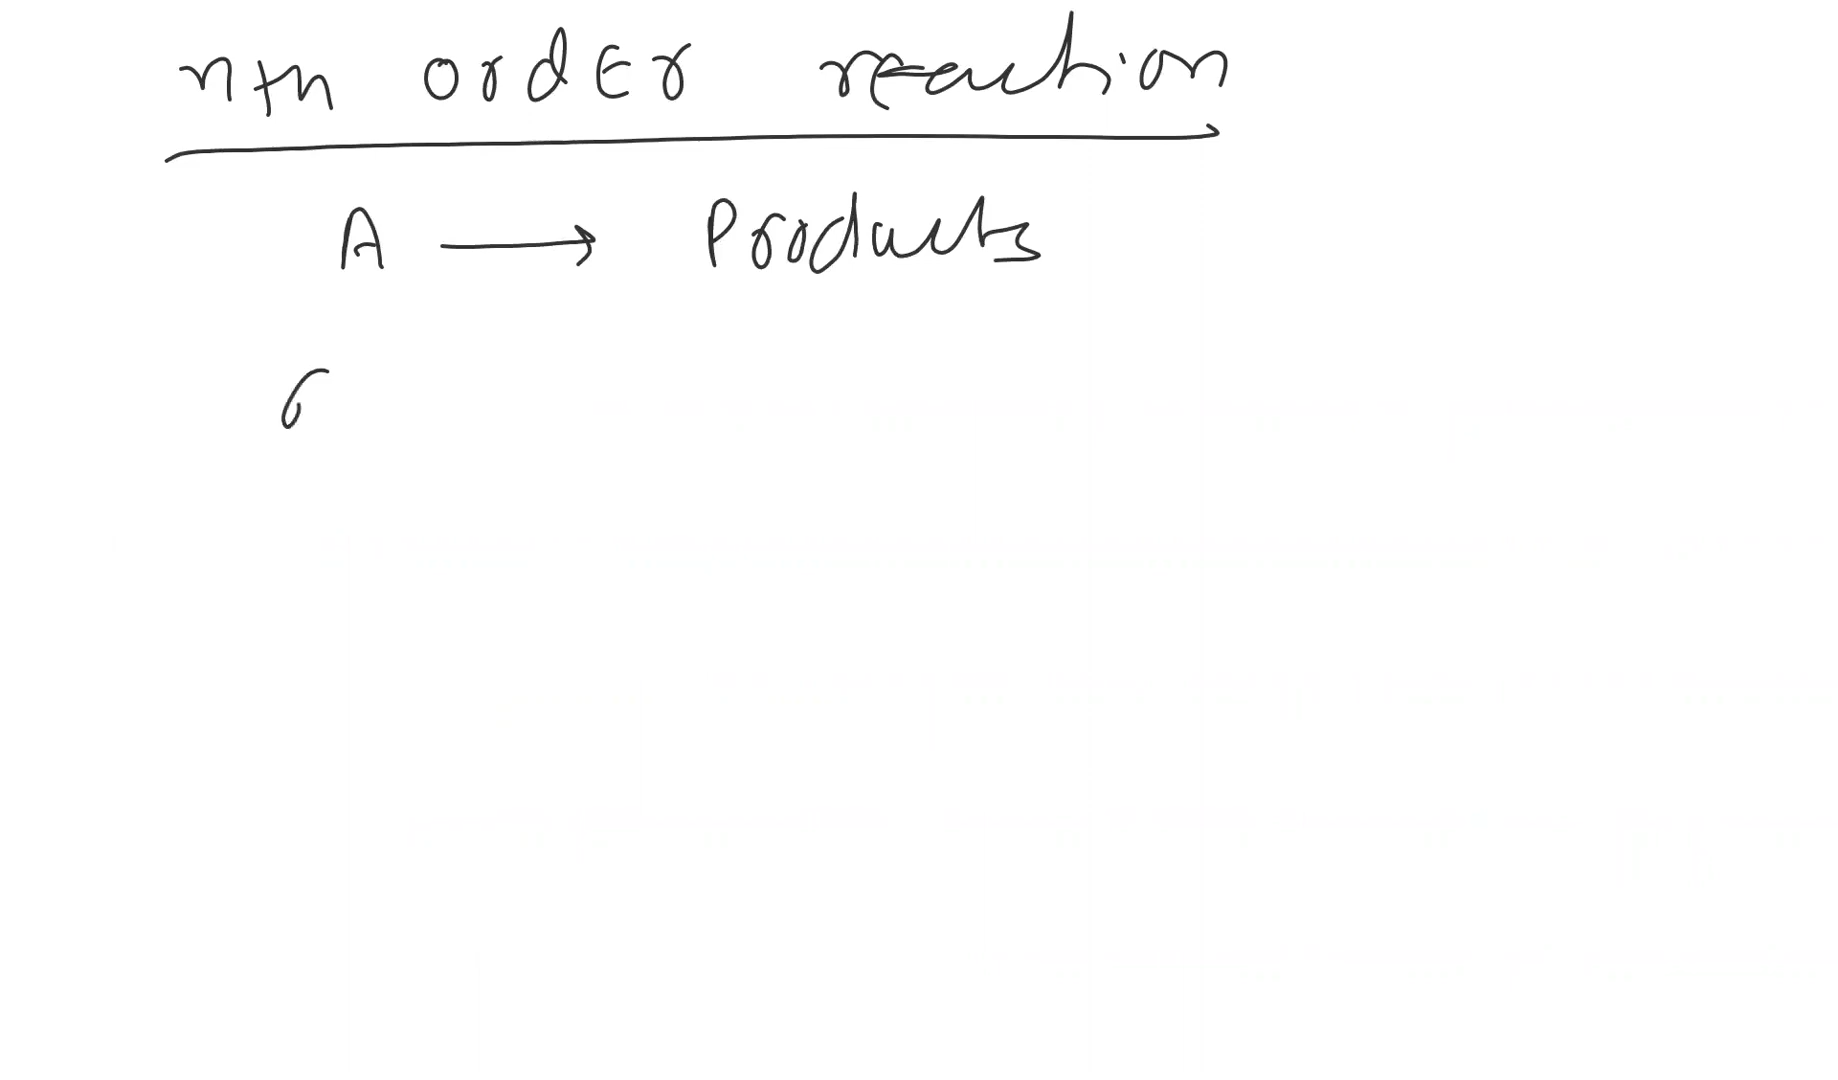 nth order reaction
A ⟶ Products